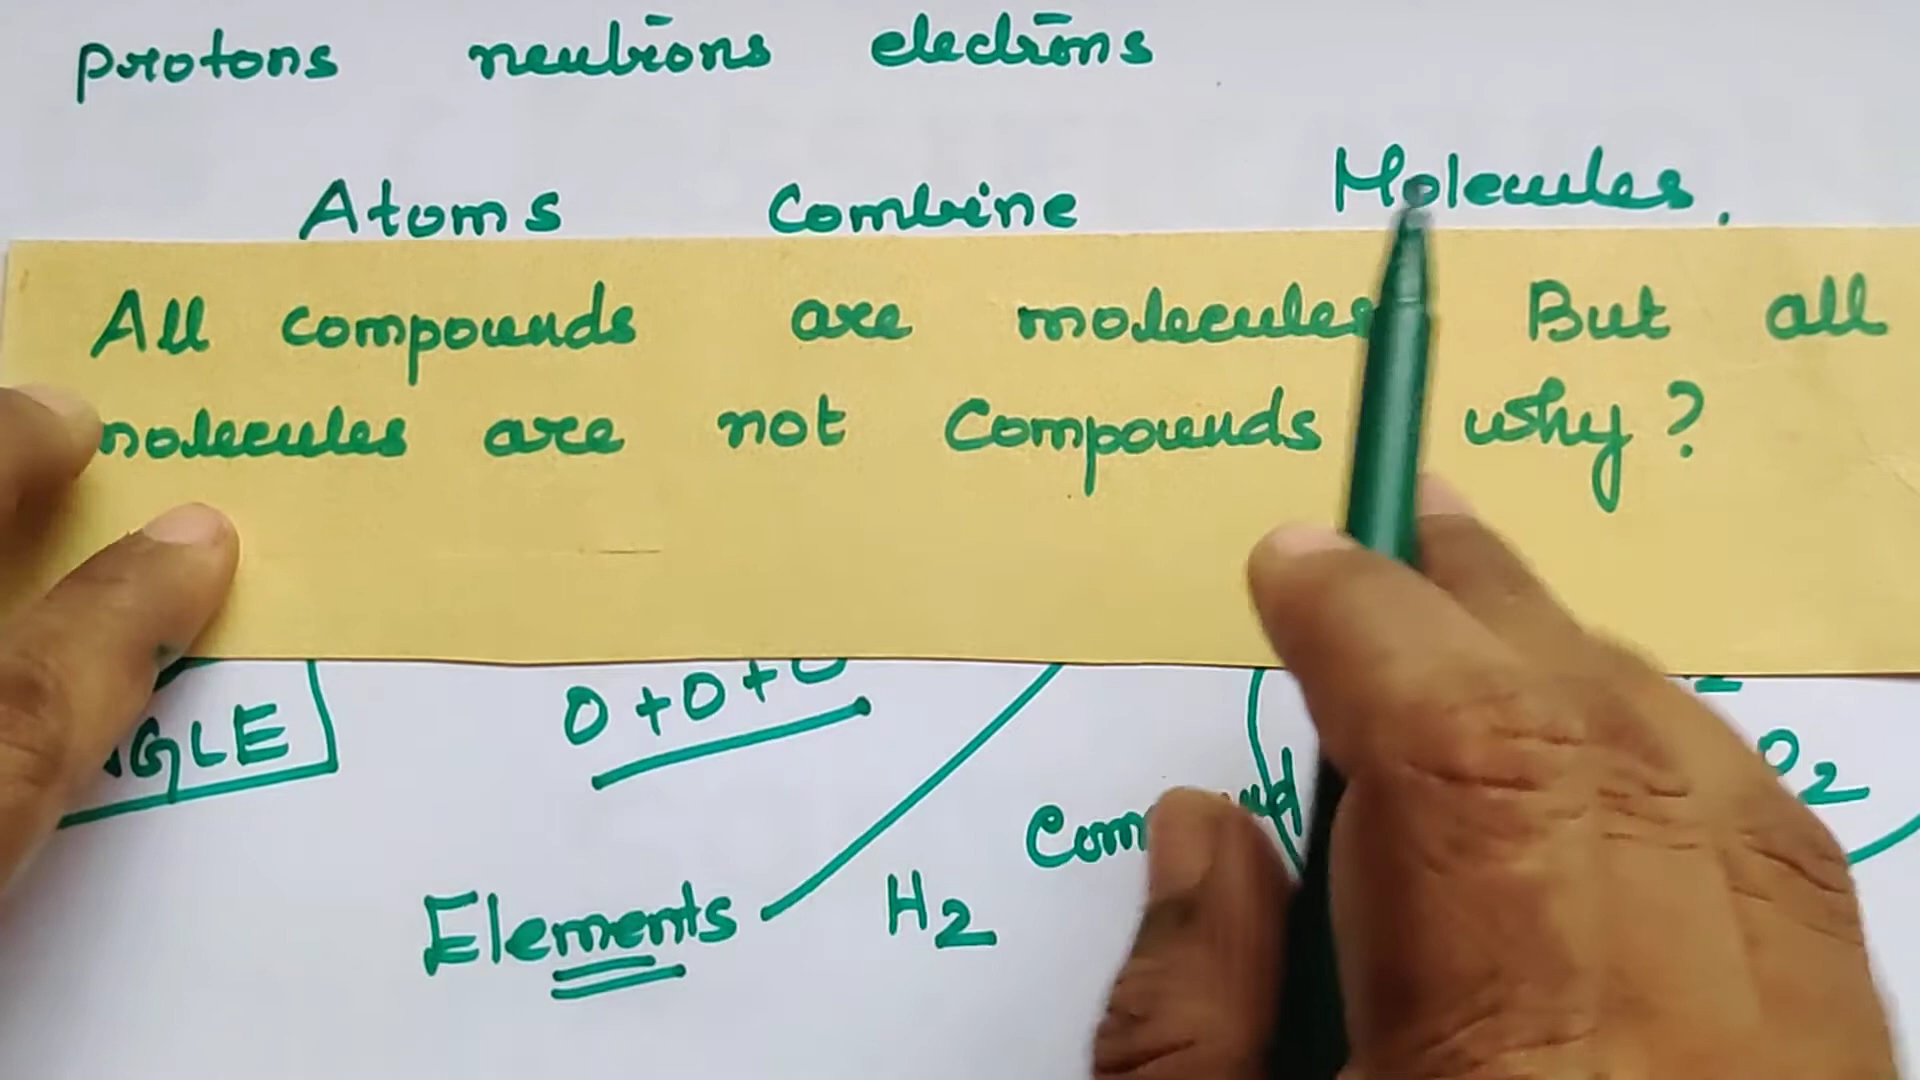 protons neutrons electrons
Atoms Combine Molecules.
All compounds are molecules But all
molecules are not Compounds why?
O+O+O
GLE
O2
Elements H2